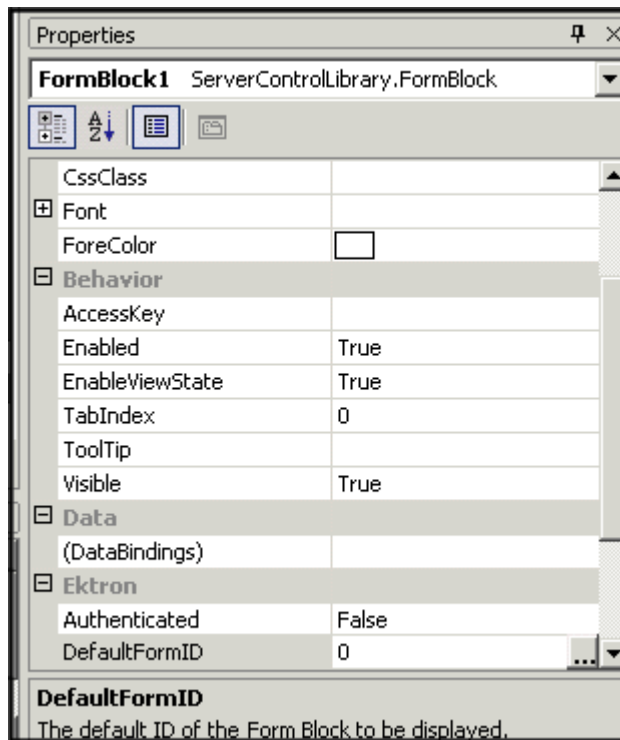 Properties
FormBlock1 ServerControlLibrary.FormBlock
CssClass
Font
ForeColor
Behavior
AccessKey
Enabled True
EnableViewState True
TabIndex 0
ToolTip
Visible True
Data
(DataBindings)
Ektron
Authenticated False
DefaultFormID 0 ...
DefaultFormID
The default ID of the Form Block to be displayed.